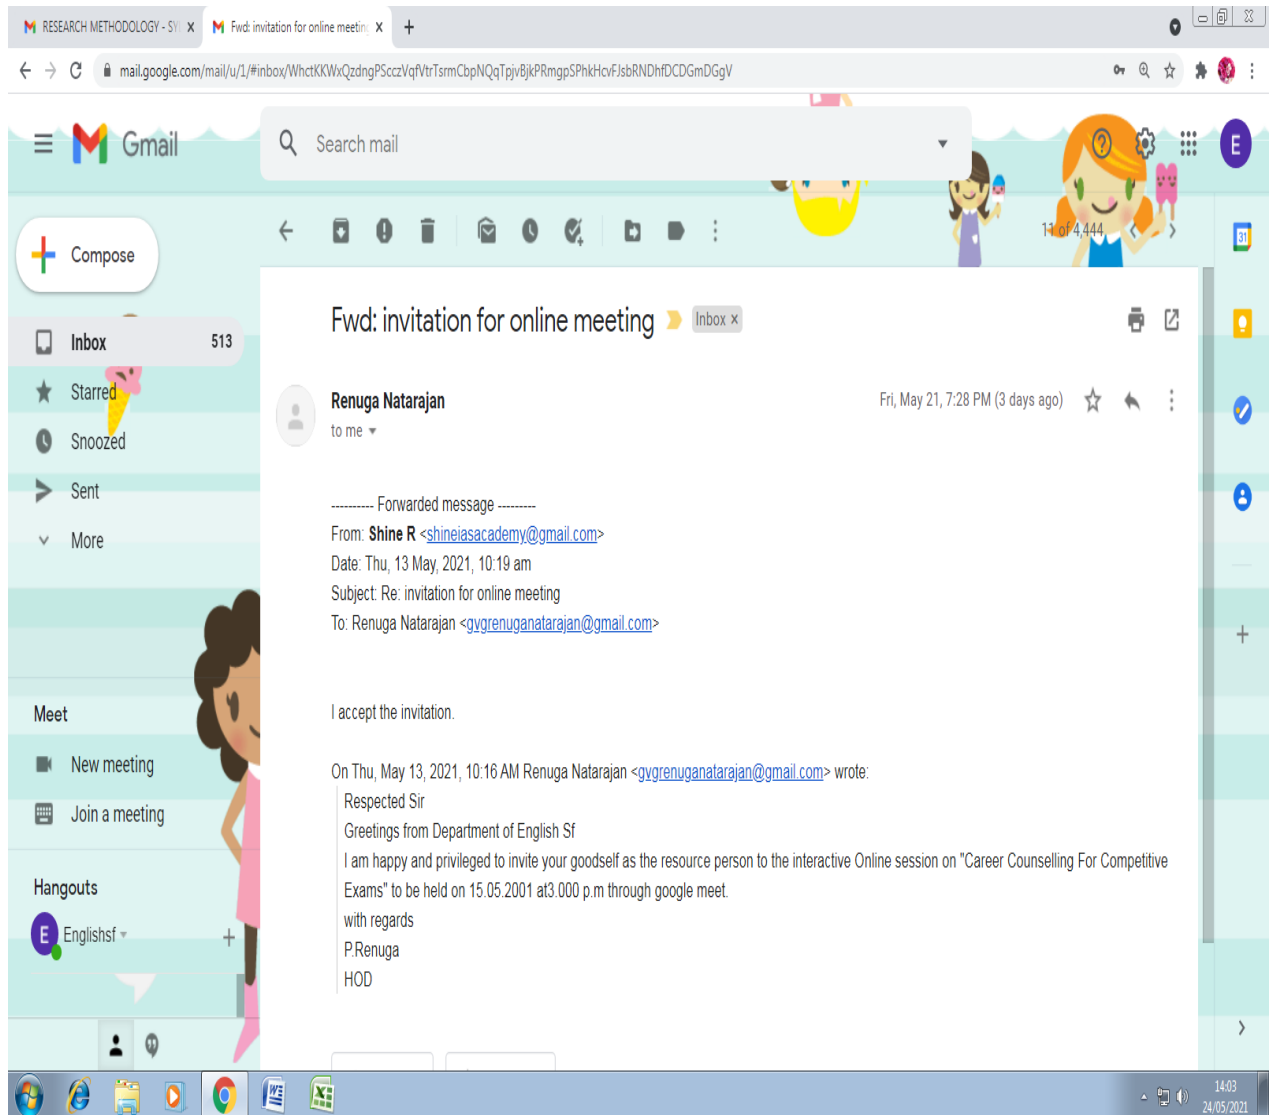 RESEARCH METHODOLOGY - SY
Fwd: invitation for online meeting
mail.google.com/mail/u/1/#inbox/WhctKKWxQzdngPSccz​VqfVtrTsrmCbpNQqTpjvBjkPRmgpSPhkHcvFJsbRNDhfDCDGmDGgV
Gmail
Search mail
E
Compose
11 of 4,444
31
Fwd: invitation for online meeting
Inbox ×
Inbox 513
Starred
Snoozed
Sent
More
Renuga Natarajan
Fri, May 21, 7:28 PM (3 days ago)
to me
---------- Forwarded message ---------
From: Shine R <shineiasacademy@gmail.com>
Date: Thu, 13 May, 2021, 10:19 am
Subject: Re: invitation for online meeting
To: Renuga Natarajan <gvgrenuganatarajan@gmail.com>
I accept the invitation.
On Thu, May 13, 2021, 10:16 AM Renuga Natarajan <gvgrenuganatarajan@gmail.com> wrote:
Respected Sir
Greetings from Department of English Sf
I am happy and privileged to invite your goodself as the resource person to the interactive Online session on "Career Counselling For Competitive
Exams" to be held on 15.05.2001 at3.000 p.m through google meet.
with regards
P.Renuga
HOD
Meet
New meeting
Join a meeting
Hangouts
E
Englishsf
14:03
24/05/2021